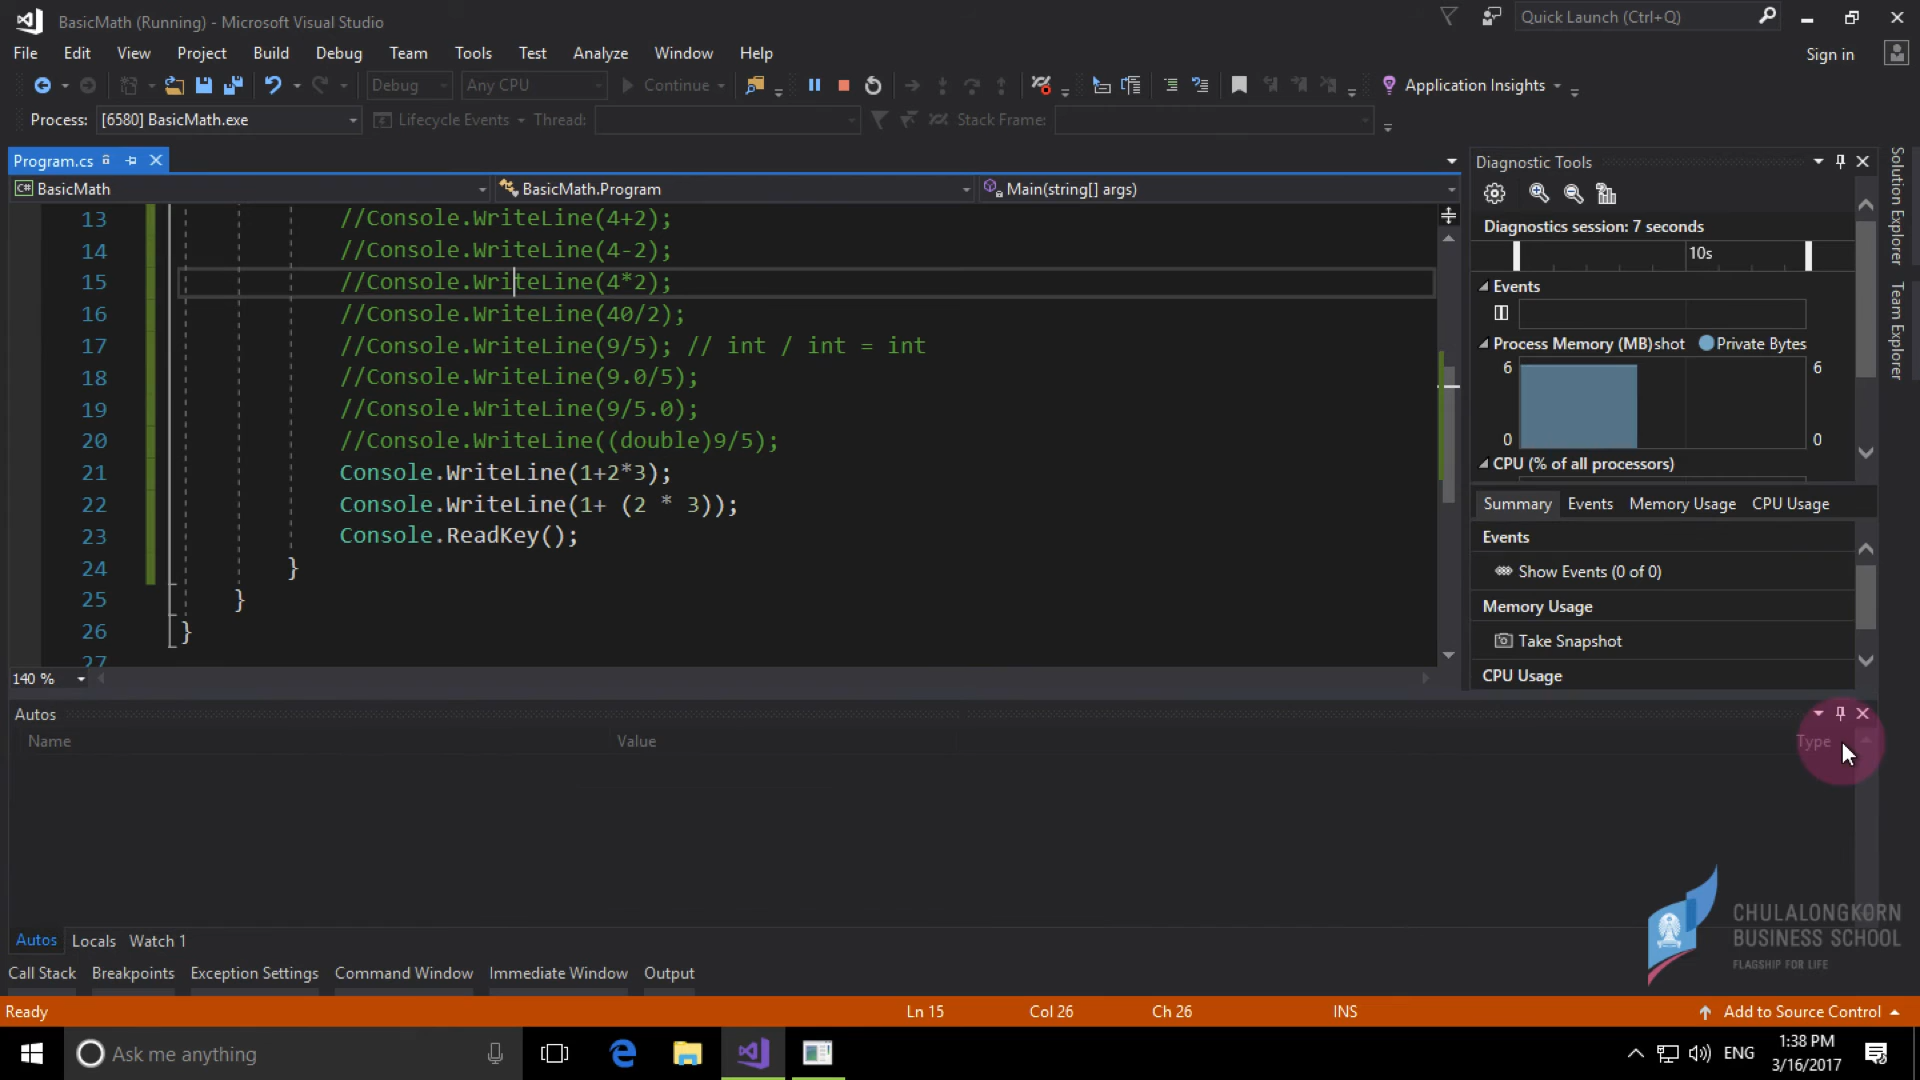 BasicMath (Running) - Microsoft Visual Studio
Quick Launch (Ctrl+Q)
File Edit View Project Build Debug Team Tools Test Analyze Window Help
Sign in
Debug Any CPU Continue Application Insights
Process: [6580] BasicMath.exe Lifecycle Events Thread: Stack Frame:
Program.cs
BasicMath BasicMath.Program Main(string[] args)
13 //Console.WriteLine(4+2);
14 //Console.WriteLine(4-2);
15 //Console.WriteLine(4*2);
16 //Console.WriteLine(40/2);
17 //Console.WriteLine(9/5); // int / int = int
18 //Console.WriteLine(9.0/5);
19 //Console.WriteLine(9/5.0);
20 //Console.WriteLine((double)9/5);
21 Console.WriteLine(1+2*3);
22 Console.WriteLine(1+ (2 * 3));
23 Console.ReadKey();
24 }
25 }
26 }
27
140 %
Diagnostic Tools
Diagnostics session: 7 seconds
10s
Events
Process Memory (MB)shot Private Bytes
6 6
0 0
CPU (% of all processors)
Summary Events Memory Usage CPU Usage
Events
Show Events (0 of 0)
Memory Usage
Take Snapshot
CPU Usage
Solution Explorer
Team Explorer
Autos
Name Value Type
Autos Locals Watch 1
Call Stack Breakpoints Exception Settings Command Window Immediate Window Output
CHULALONGKORN
BUSINESS SCHOOL
FLAGSHIP FOR LIFE
Ready Ln 15 Col 26 Ch 26 INS Add to Source Control
Ask me anything
ENG
1:38 PM
3/16/2017